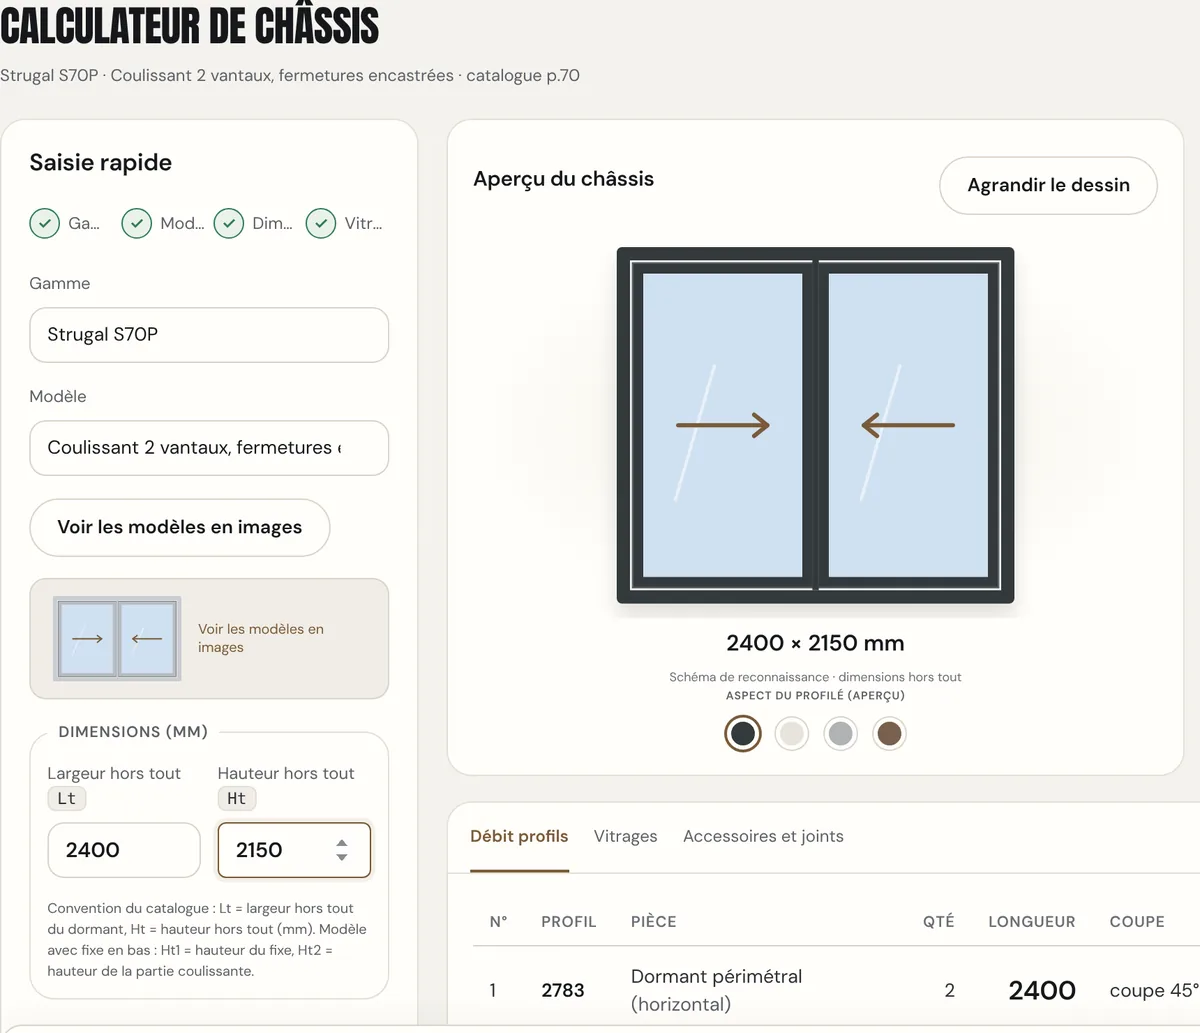 CALCULATEUR DE CHÂSSIS
Strugal S70P · Coulissant 2 vantaux, fermetures encastrées · catalogue p.70
Saisie rapide
Ga... Mod... Dim... Vitr...
Gamme
Strugal S70P
Modèle
Coulissant 2 vantaux, fermetures
Voir les modèles en images
Voir les modèles en
images
DIMENSIONS (MM)
Largeur hors tout
Lt
Hauteur hors tout
Ht
2400
2150
Convention du catalogue : Lt = largeur hors tout
du dormant, Ht = hauteur hors tout (mm). Modèle
avec fixe en bas : Ht1 = hauteur du fixe, Ht2 =
hauteur de la partie coulissante.
Aperçu du châssis
Agrandir le dessin
2400 × 2150 mm
Schéma de reconnaissance · dimensions hors tout
ASPECT DU PROFILÉ (APERÇU)
Débit profils Vitrages Accessoires et joints
N° PROFIL PIÈCE QTÉ LONGUEUR COUPE
1 2783 Dormant périmétral 2 2400 coupe 45°
(horizontal)